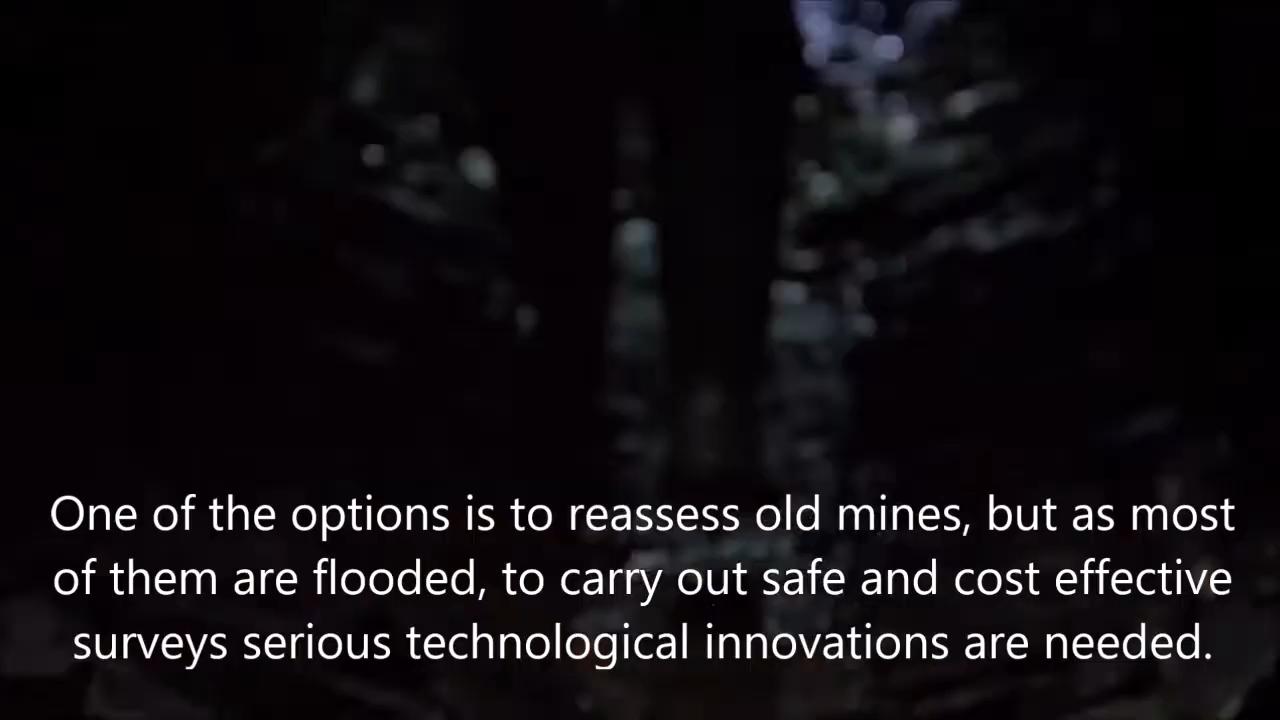 One of the options is to reassess old mines, but as most
of them are flooded, to carry out safe and cost effective
surveys serious technological innovations are needed.